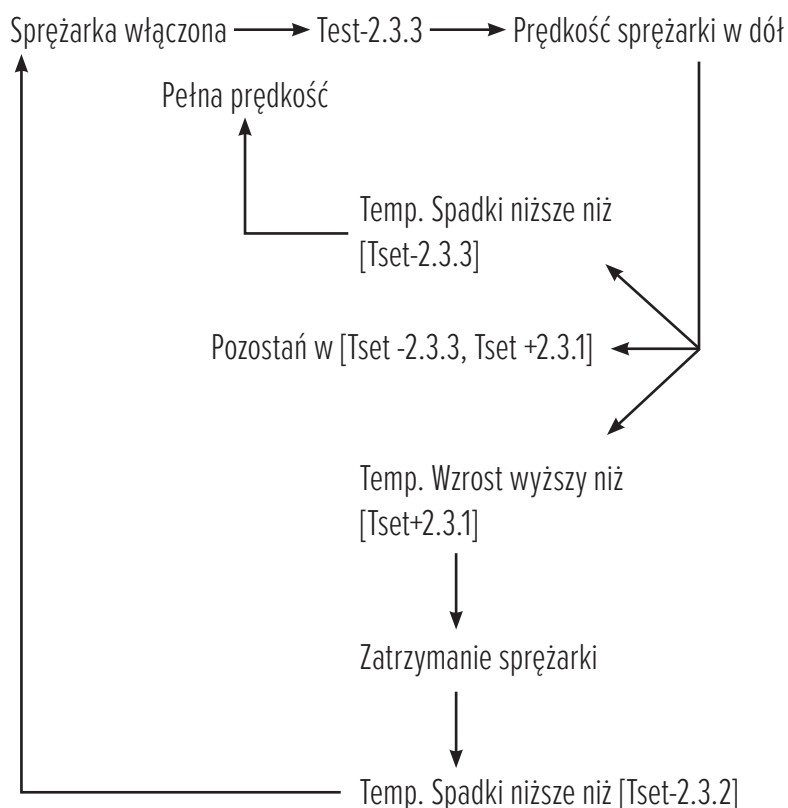 Sprężarka włączona Test-2.3.3 Prędkość sprężarki w dół
Pełna prędkość
Temp. Spadki niższe niż
[Tset-2.3.3]
Pozostań w [Tset -2.3.3, Tset +2.3.1]
Temp. Wzrost wyższy niż
[Tset+2.3.1]
Zatrzymanie sprężarki
Temp. Spadki niższe niż [Tset-2.3.2]